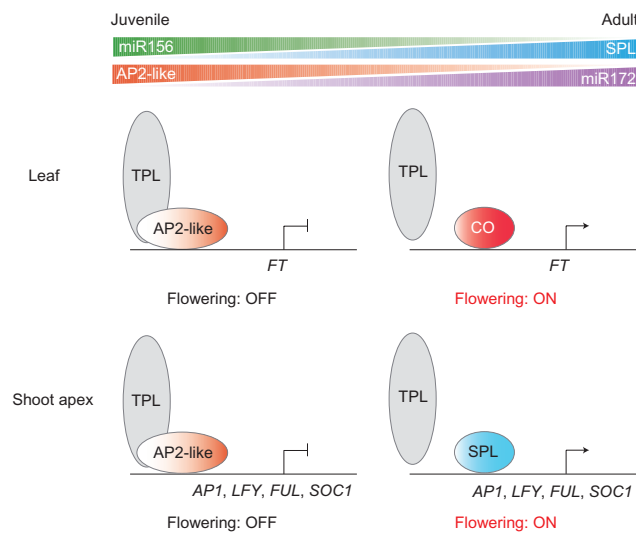 Juvenile Adult
miR156 SPL
AP2-like miR172
Leaf TPL TPL
AP2-like CO
FT FT
Flowering: OFF Flowering: ON
Shoot apex TPL TPL
AP2-like SPL
AP1, LFY, FUL, SOC1 AP1, LFY, FUL, SOC1
Flowering: OFF Flowering: ON